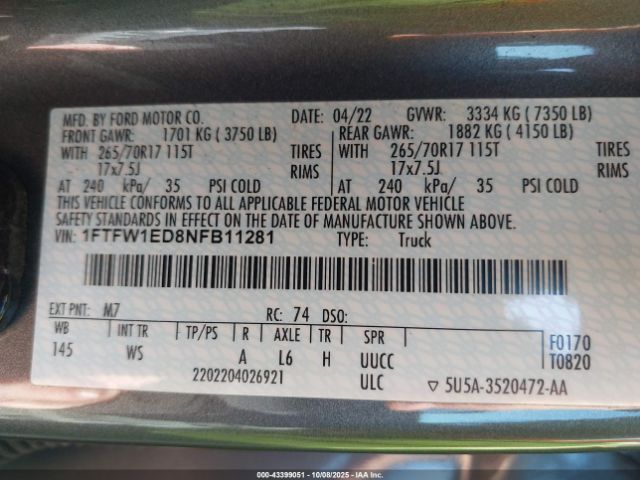 MFD. BY FORD MOTOR CO. DATE: 04/22 GVWR: 3334 KG (7350 LB)
FRONT GAWR: 1701 KG (3750 LB) REAR GAWR: 1882 KG (4150 LB)
WITH 265/70R17 115T TIRES WITH 265/70R17 115T TIRES
17x7.5J RIMS 17x7.5J RIMS
AT 240 kPa/ 35 PSI COLD AT 240 kPa/ 35 PSI COLD
THIS VEHICLE CONFORMS TO ALL APPLICABLE FEDERAL MOTOR VEHICLE
SAFETY STANDARDS IN EFFECT ON THE DATE OF MANUFACTURE SHOWN ABOVE.
VIN: 1FTFW1ED8NFB11281 TYPE: Truck
EXT PNT: M7 RC: 74 DSO:
WB INT TR TP/PS R AXLE TR SPR F0170
145 WS A L6 H UUCC T0820
2202204026921 ULC ▽ 5U5A-3520472-AA
000-43399051 | 10/08/2025 | IAAI.COM